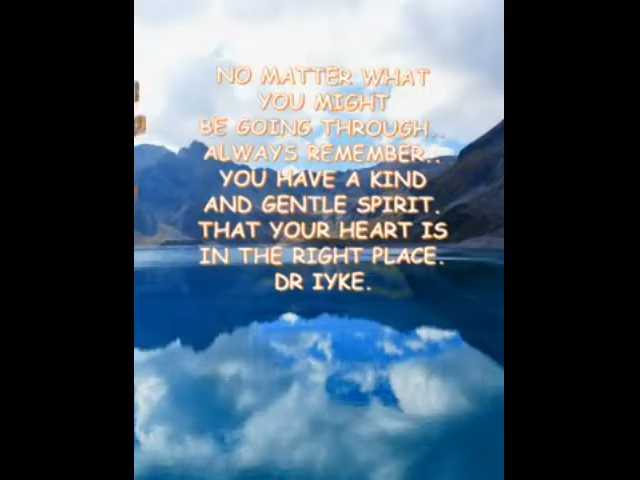 NO MATTER WHAT
YOU MIGHT
BE GOING THROUGH..
ALWAYS REMEMBER..
YOU HAVE A KIND
AND GENTLE SPIRIT.
THAT YOUR HEART IS
IN THE RIGHT PLACE.
DR IYKE.